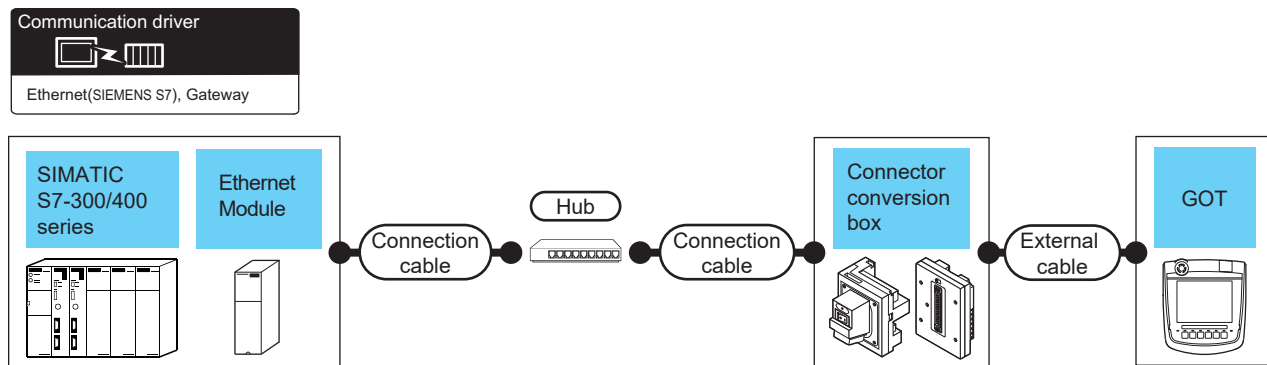 Communication driver
Ethernet(SIEMENS S7), Gateway
SIMATIC
S7-300/400
series
Ethernet
Module
Connection
cable
Hub
Connection
cable
Connector
conversion
box
External
cable
GOT